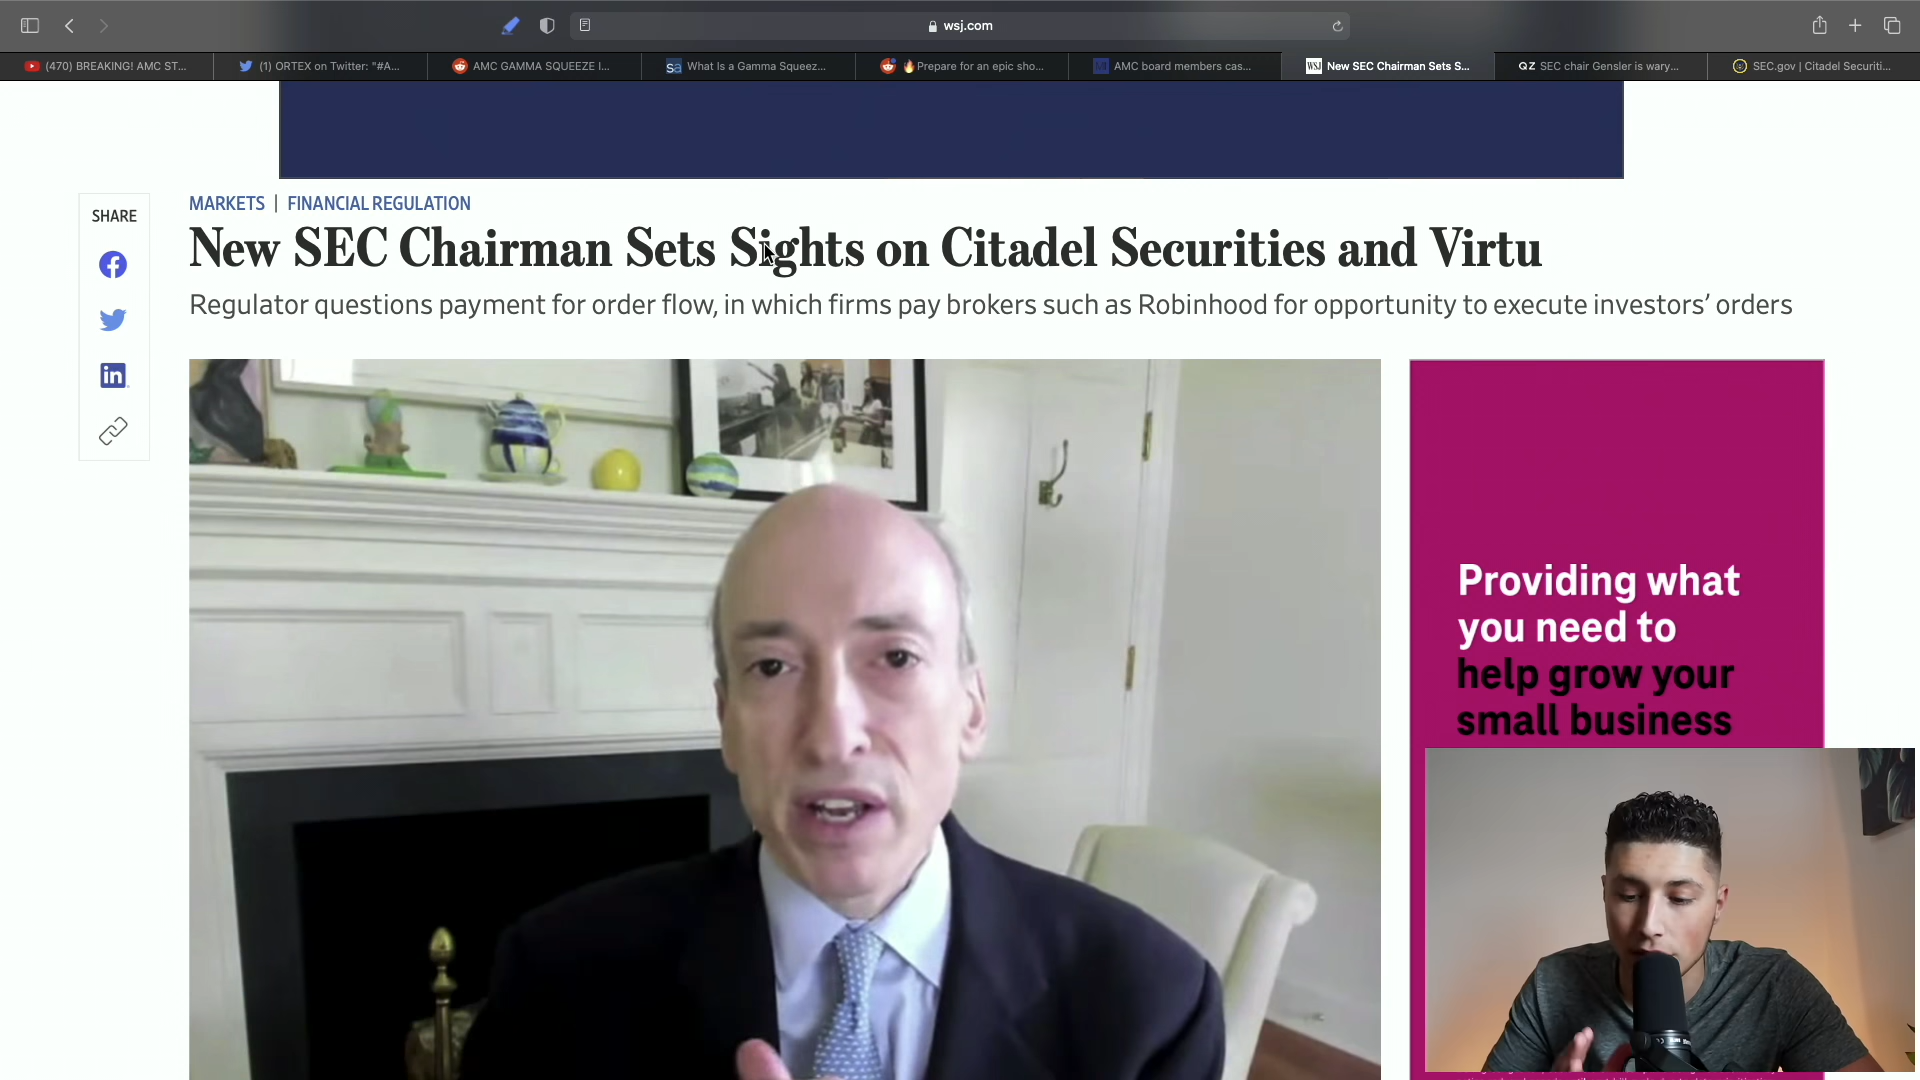 wsj.com
(470) BREAKING! AMC ST...
(1) ORTEX on Twitter: "#A...
AMC GAMMA SQUEEZE I...
sa What Is a Gamma Squeez...
🔥Prepare for an epic sho...
AMC board members cas...
WSJ New SEC Chairman Sets S...
QZ SEC chair Gensler is wary...
SEC.gov | Citadel Securiti...
MARKETS | FINANCIAL REGULATION
SHARE
New SEC Chairman Sets Sights on Citadel Securities and Virtu
Regulator questions payment for order flow, in which firms pay brokers such as Robinhood for opportunity to execute investors’ orders
in
Providing what
you need to
help grow your
small business